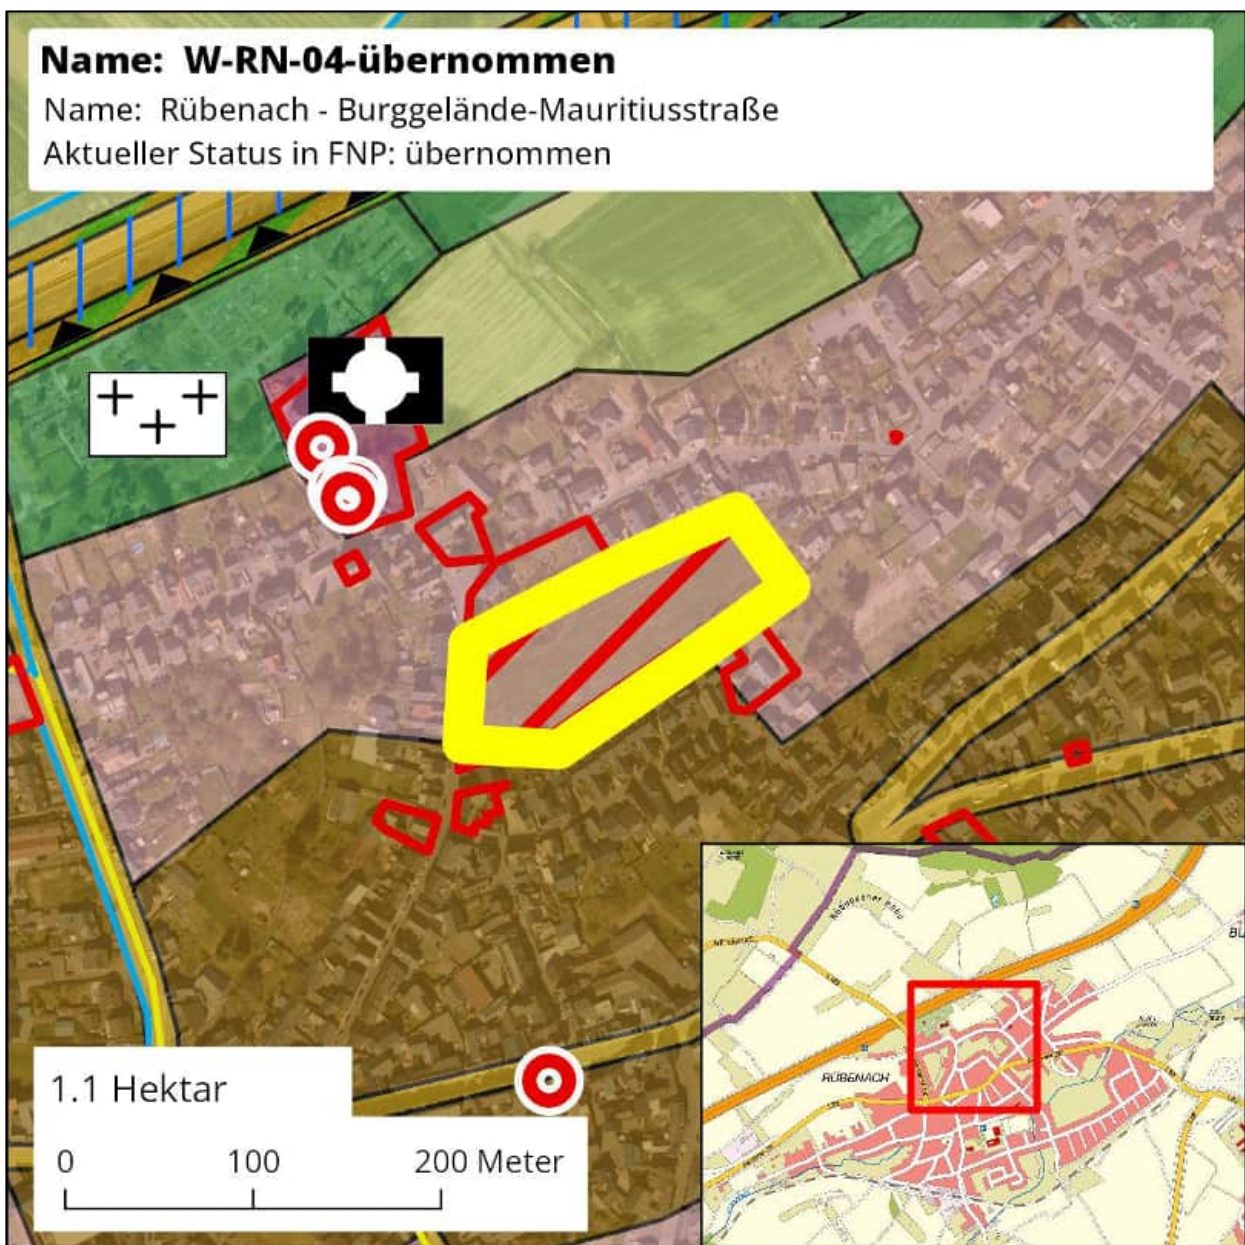 Name: W-RN-04-übernommen
Name: Rübenach - Burggelände-Mauritiusstraße
Aktueller Status in FNP: übernommen
1.1 Hektar
0 100 200 Meter
RÜBENACH
BU